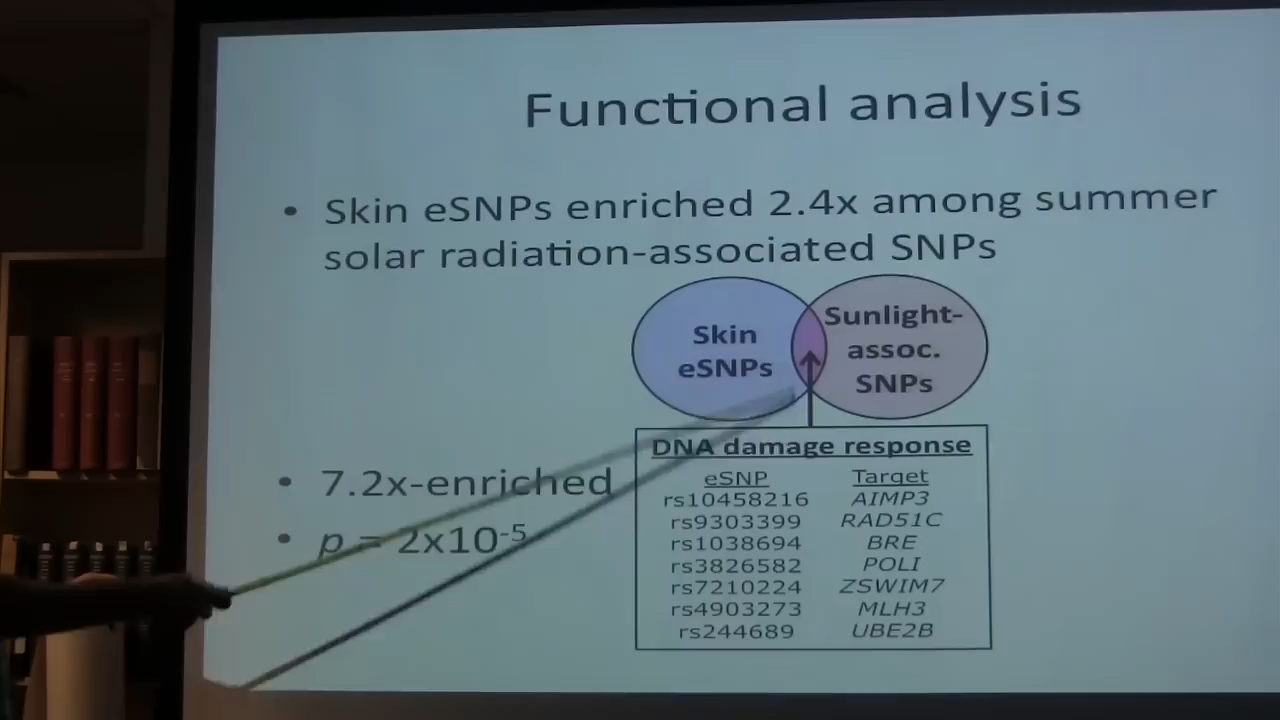 Functional analysis
• Skin eSNPs enriched 2.4x among summer
solar radiation-associated SNPs
Skin
eSNPs
Sunlight-
assoc.
SNPs
DNA damage response
eSNP Target
rs10458216 AIMP3
rs9303399 RAD51C
rs1038694 BRE
rs3826582 POLI
rs7210224 ZSWIM7
rs4903273 MLH3
rs244689 UBE2B
• 7.2x-enriched
• p = 2x10⁻⁵